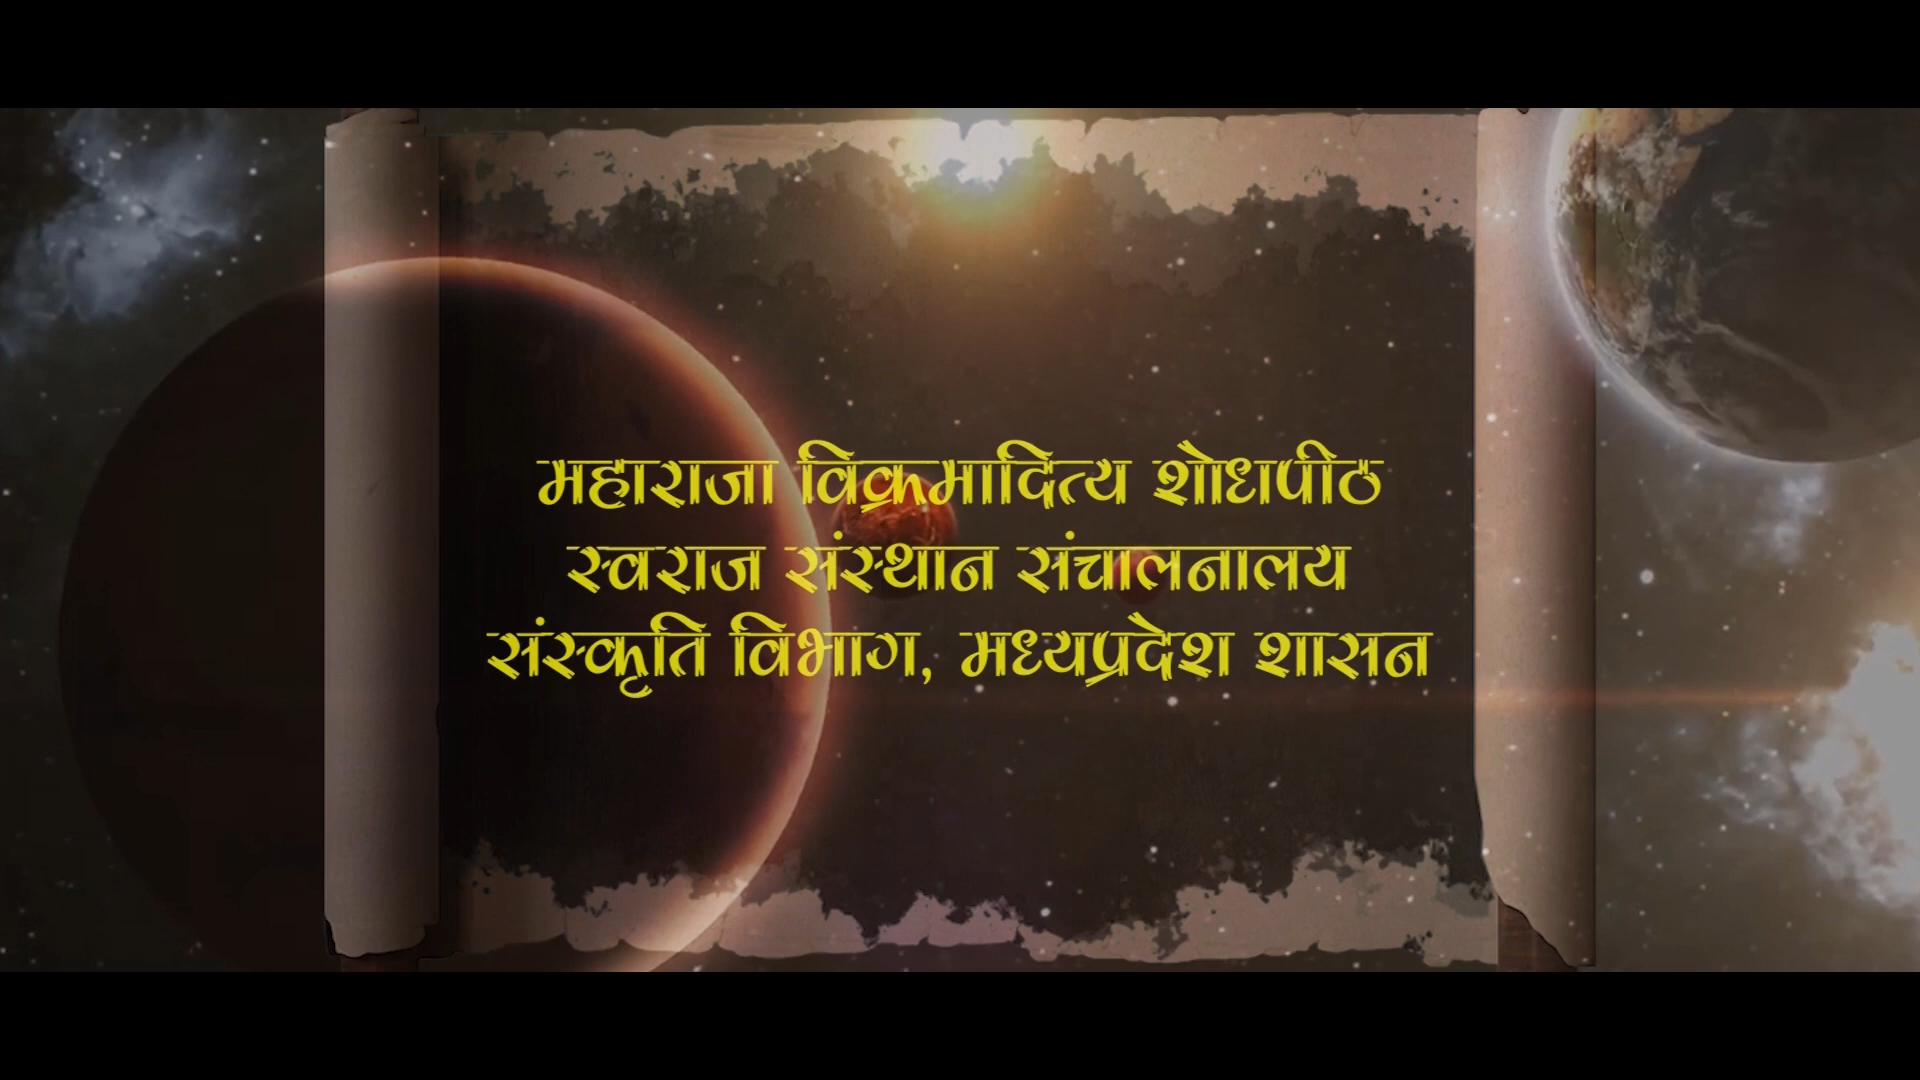 महाराजा विक्रमादित्य शोधपीठ
स्वराज संस्थान संचालनालय
संस्कृति विभाग, मध्यप्रदेश शासन